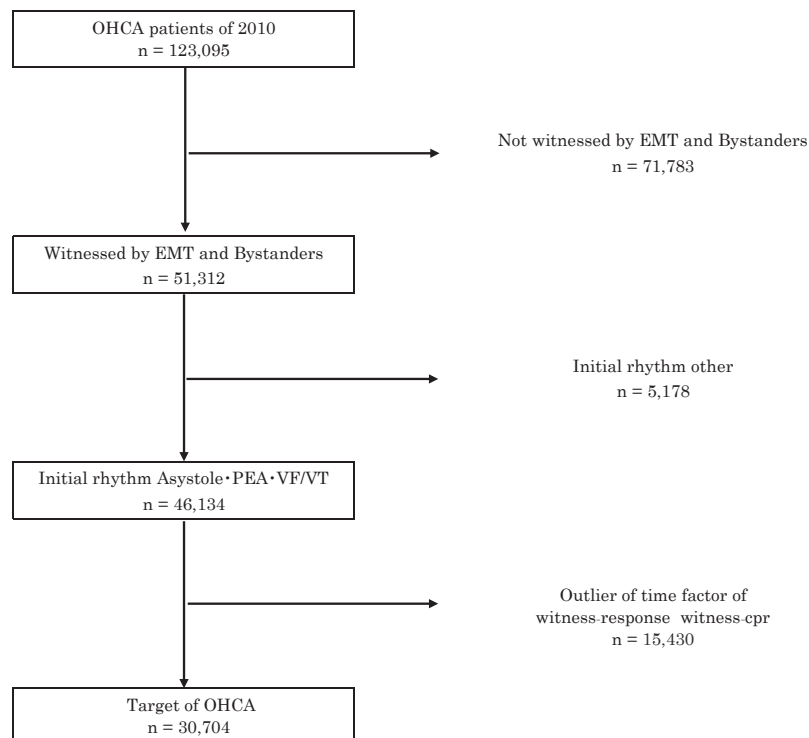 OHCA patients of 2010
n = 123,095
Not witnessed by EMT and Bystanders
n = 71,783
Witnessed by EMT and Bystanders
n = 51,312
Initial rhythm other
n = 5,178
Initial rhythm Asystole・PEA・VF/VT
n = 46,134
Outlier of time factor of
witness-response witness-cpr
n = 15,430
Target of OHCA
n = 30,704